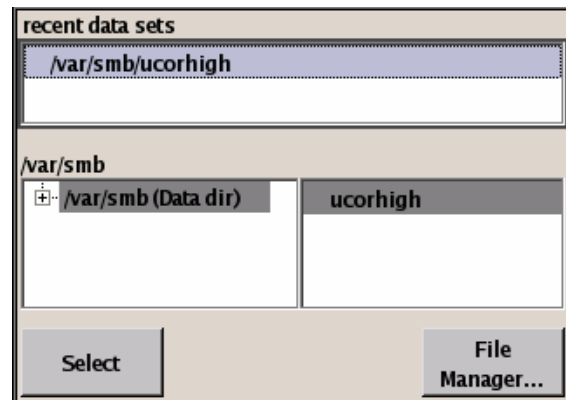 recent data sets
/var/smb/ucorhigh
/var/smb
/var/smb (Data dir)
ucorhigh
Select
File
Manager...